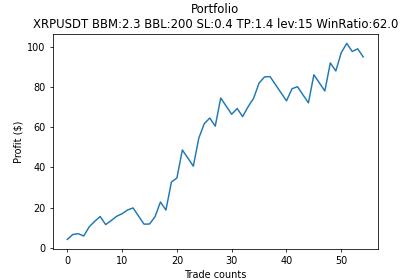 Portfolio
XRPUSDT BBM:2.3 BBL:200 SL:0.4 TP:1.4 lev:15 WinRatio:62.0
100
80
60
40
20
0
Profit ($)
0 10 20 30 40 50
Trade counts